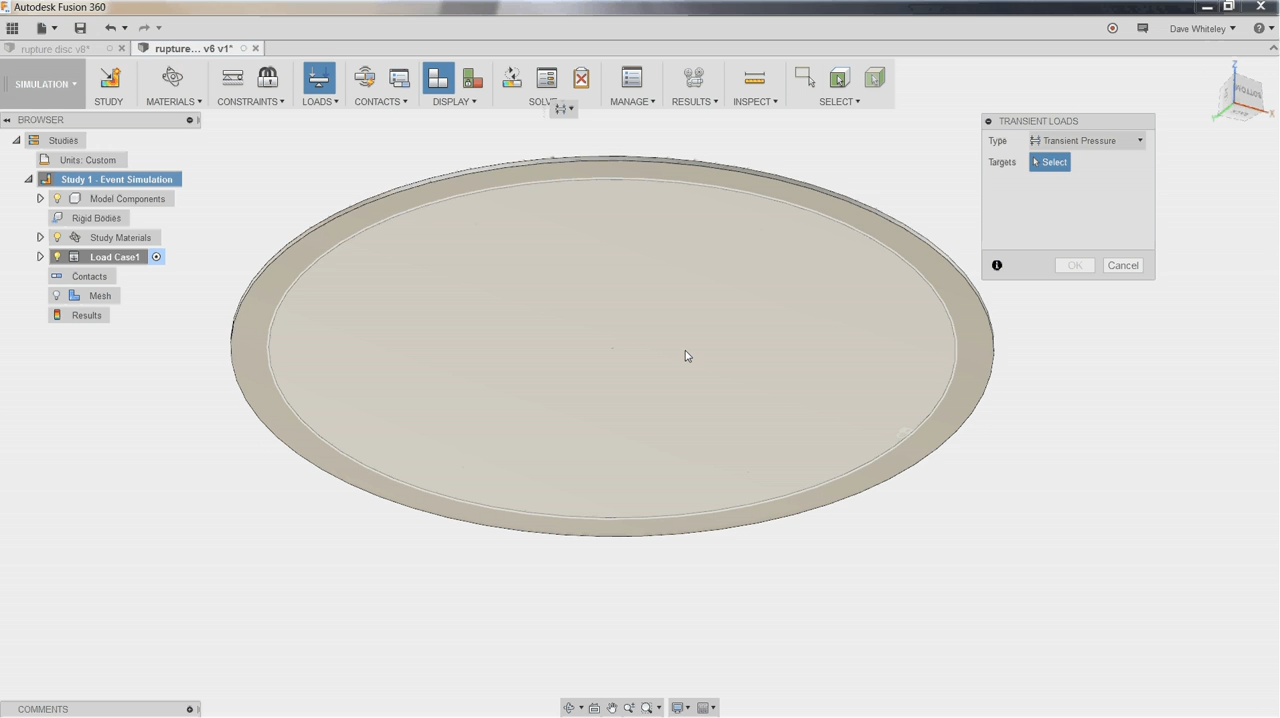 Autodesk Fusion 360
Dave Whiteley
rupture disc v8*
rupture... v6 v1*
SIMULATION
STUDY
MATERIALS
CONSTRAINTS
LOADS
CONTACTS
DISPLAY
MANAGE
RESULTS
INSPECT
SELECT
BROWSER
TRANSIENT LOADS
Studies
Type
Transient Pressure
Units: Custom
Targets
Select
Study 1 - Event Simulation
Model Components
Rigid Bodies
Study Materials
Load Case1
OK
Cancel
Contacts
Mesh
Results
COMMENTS